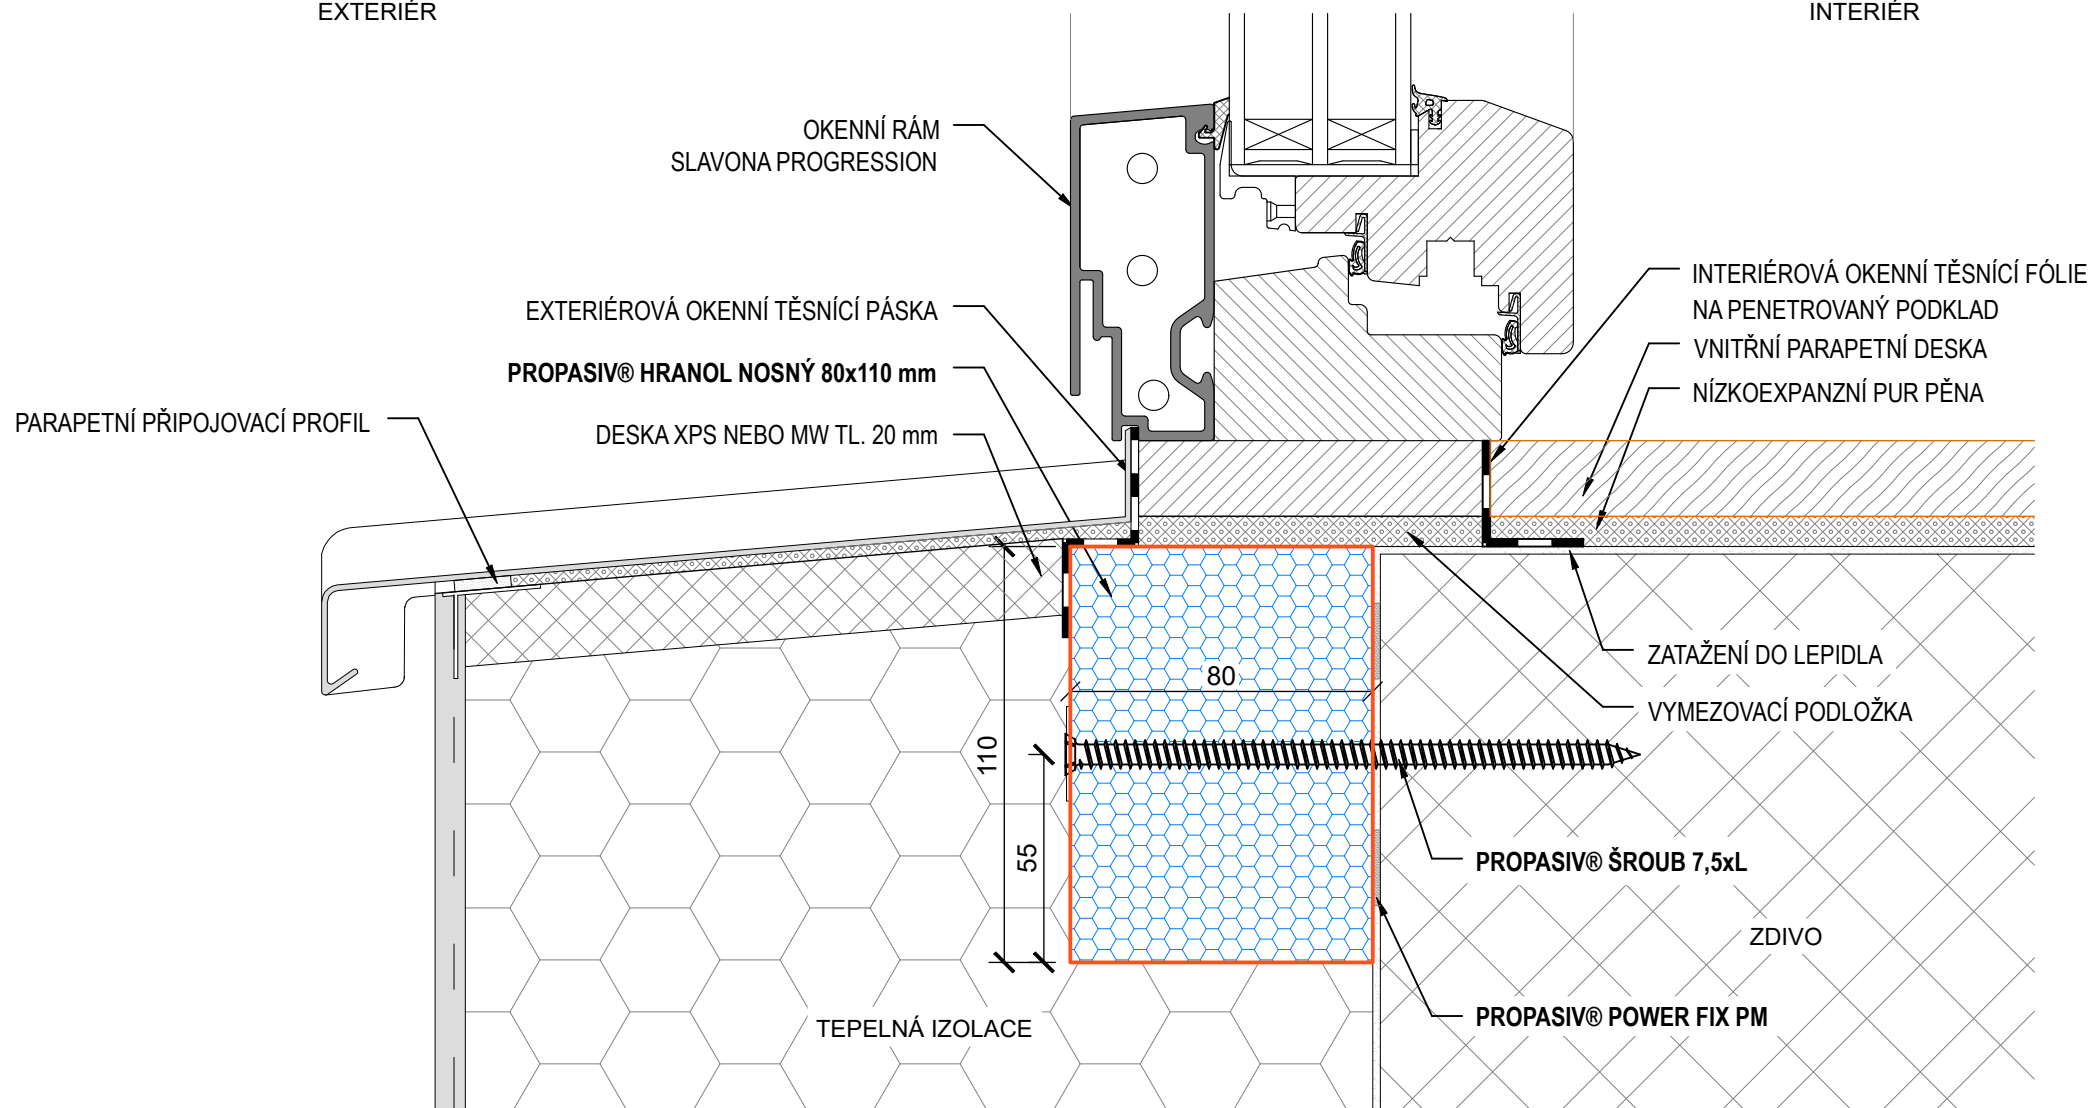 EXTERIÉR
INTERIÉR
OKENNÍ RÁM
SLAVONA PROGRESSION
EXTERIÉROVÁ OKENNÍ TĚSNÍCÍ PÁSKA
PROPASIV® HRANOL NOSNÝ 80x110 mm
PARAPETNÍ PŘIPOJOVACÍ PROFIL
DESKA XPS NEBO MW TL. 20 mm
INTERIÉROVÁ OKENNÍ TĚSNÍCÍ FÓLIE
NA PENETROVANÝ PODKLAD
VNITŘNÍ PARAPETNÍ DESKA
NÍZKOEXPANZNÍ PUR PĚNA
ZATAŽENÍ DO LEPIDLA
VYMEZOVACÍ PODLOŽKA
80
110
55
PROPASIV® ŠROUB 7,5xL
ZDIVO
PROPASIV® POWER FIX PM
TEPELNÁ IZOLACE